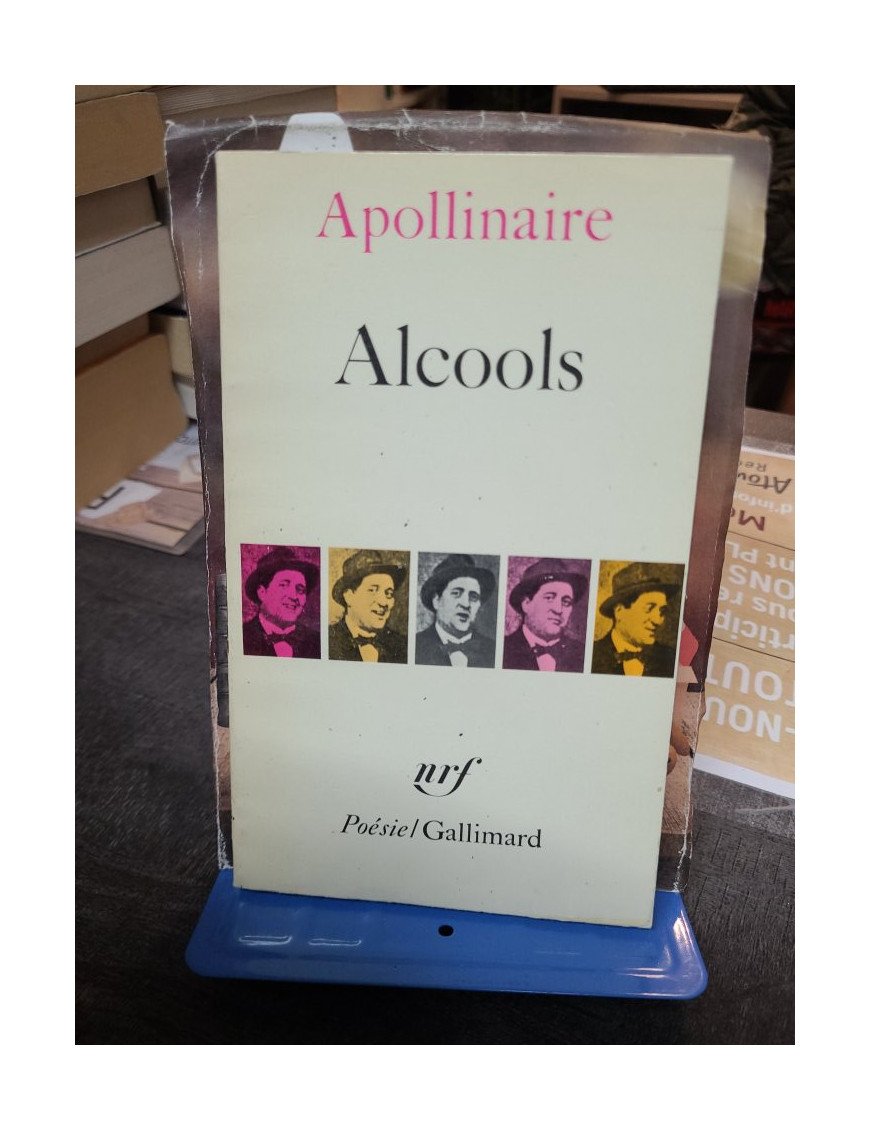 Apollinaire
Alcools
nrf
Poésie/Gallimard